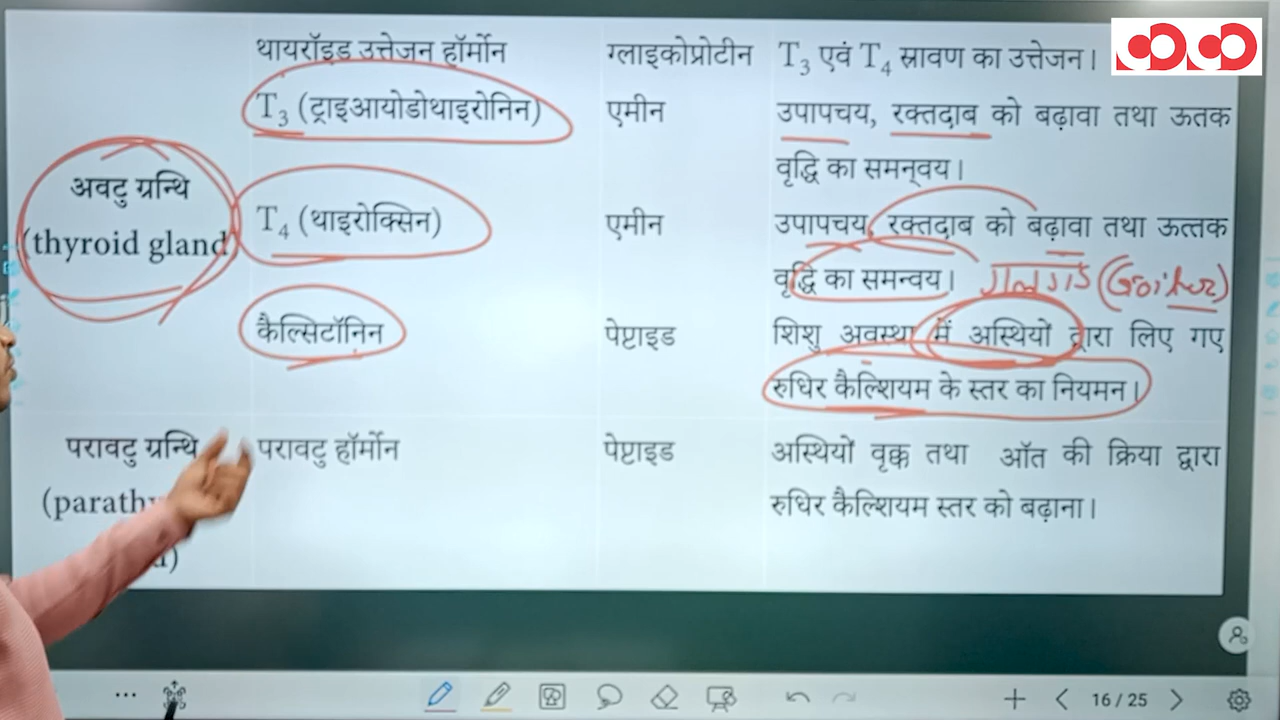 थायरॉइड उत्तेजन हॉर्मोन ग्लाइकोप्रोटीन T₃ एवं T₄ स्रावण का उत्तेजन।
T₃ (ट्राइआयोडोथाइरोनिन) एमीन उपापचय, रक्तदाब को बढ़ावा तथा ऊतक
वृद्धि का समन्वय।
अवटु ग्रन्थि
(thyroid gland)
T₄ (थाइरोक्सिन) एमीन उपापचय, रक्तदाब को बढ़ावा तथा ऊत्तक
वृद्धि का समन्वय। गलगंड (Goiter)
कैल्सिटॉनिन पेप्टाइड शिशु अवस्था में अस्थियों द्वारा लिए गए
रुधिर कैल्शियम के स्तर का नियमन।
परावटु ग्रन्थि परावटु हॉर्मोन पेप्टाइड अस्थियों वृक्क तथा ऑत की क्रिया द्वारा
रुधिर कैल्शियम स्तर को बढ़ाना।
16 / 25